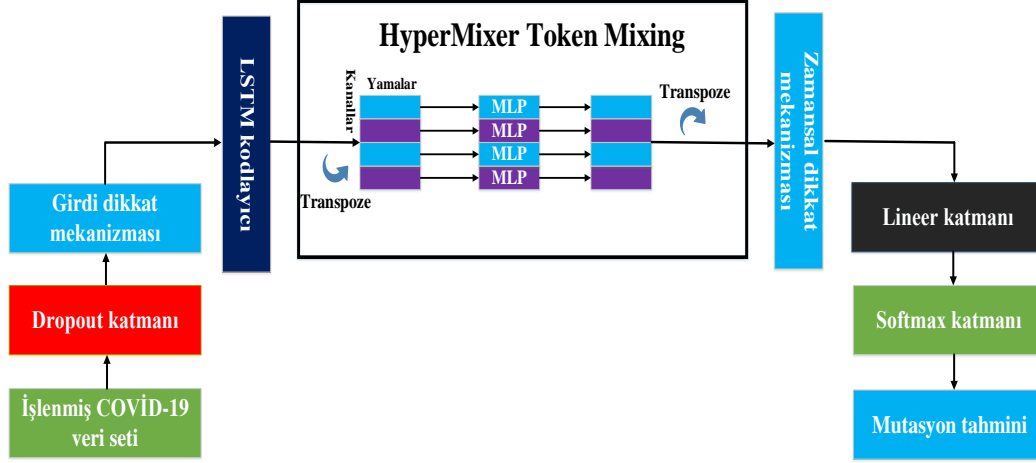 HyperMixer Token Mixing
LSTM kodlayıcı
Kanallar
Yamalar
MLP
MLP
MLP
MLP
Transpoze
Transpoze
Zamansal dikkat
mekanizması
Girdi dikkat
mekanizması
Dropout katmanı
İşlenmiş COVİD-19
veri seti
Lineer katmanı
Softmax katmanı
Mutasyon tahmini